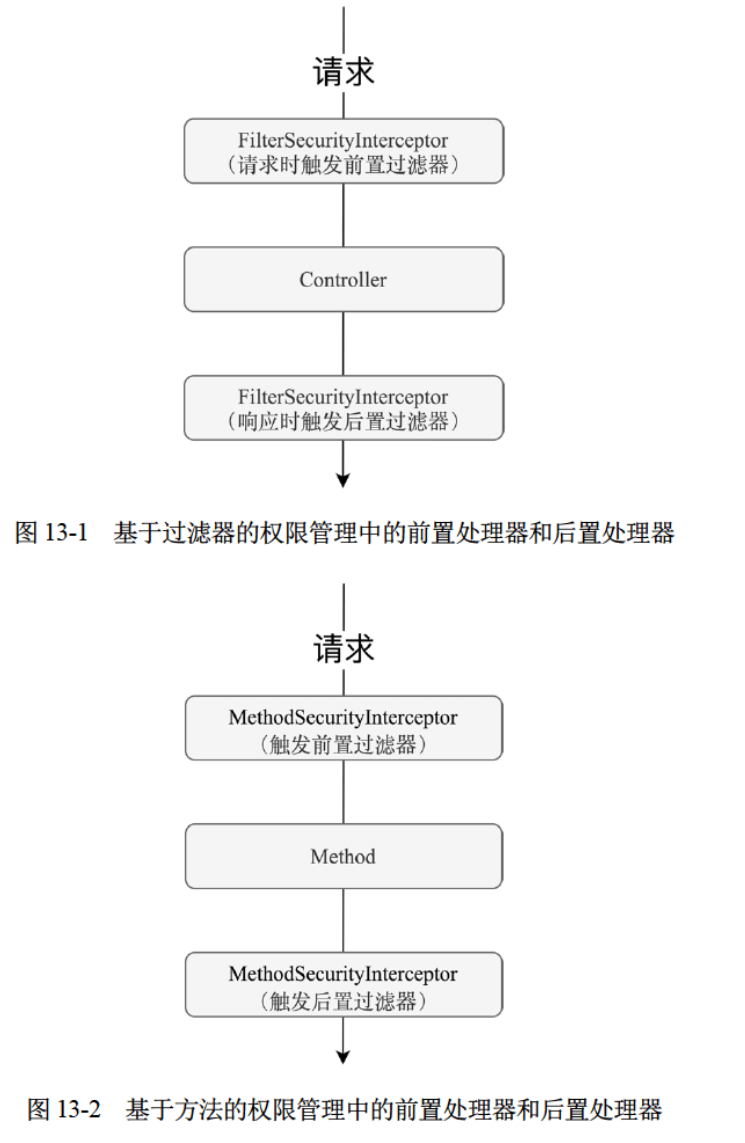 请求
FilterSecurityInterceptor
（请求时触发前置过滤器）
Controller
FilterSecurityInterceptor
（响应时触发后置过滤器）
图 13-1 基于过滤器的权限管理中的前置处理器和后置处理器
请求
MethodSecurityInterceptor
（触发前置过滤器）
Method
MethodSecurityInterceptor
（触发后置过滤器）
图 13-2 基于方法的权限管理中的前置处理器和后置处理器